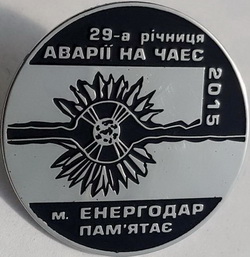 29-а річниця
АВАРІЇ НА ЧАЕС
2015
м. ЕНЕРГОДАР
ПАМ'ЯТАЄ